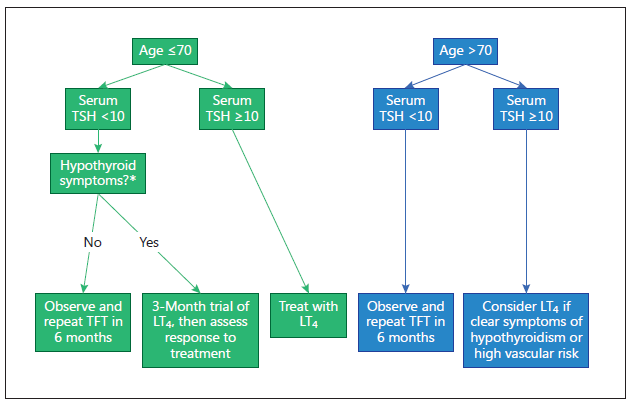 Age ≤70
Serum
TSH <10
Serum
TSH ≥10
Hypothyroid
symptoms?*
No
Yes
Observe and
repeat TFT in
6 months
3-Month trial of
LT₄, then assess
response to
treatment
Treat with
LT₄
Age >70
Serum
TSH <10
Serum
TSH ≥10
Observe and
repeat TFT in
6 months
Consider LT₄ if
clear symptoms of
hypothyroidism or
high vascular risk